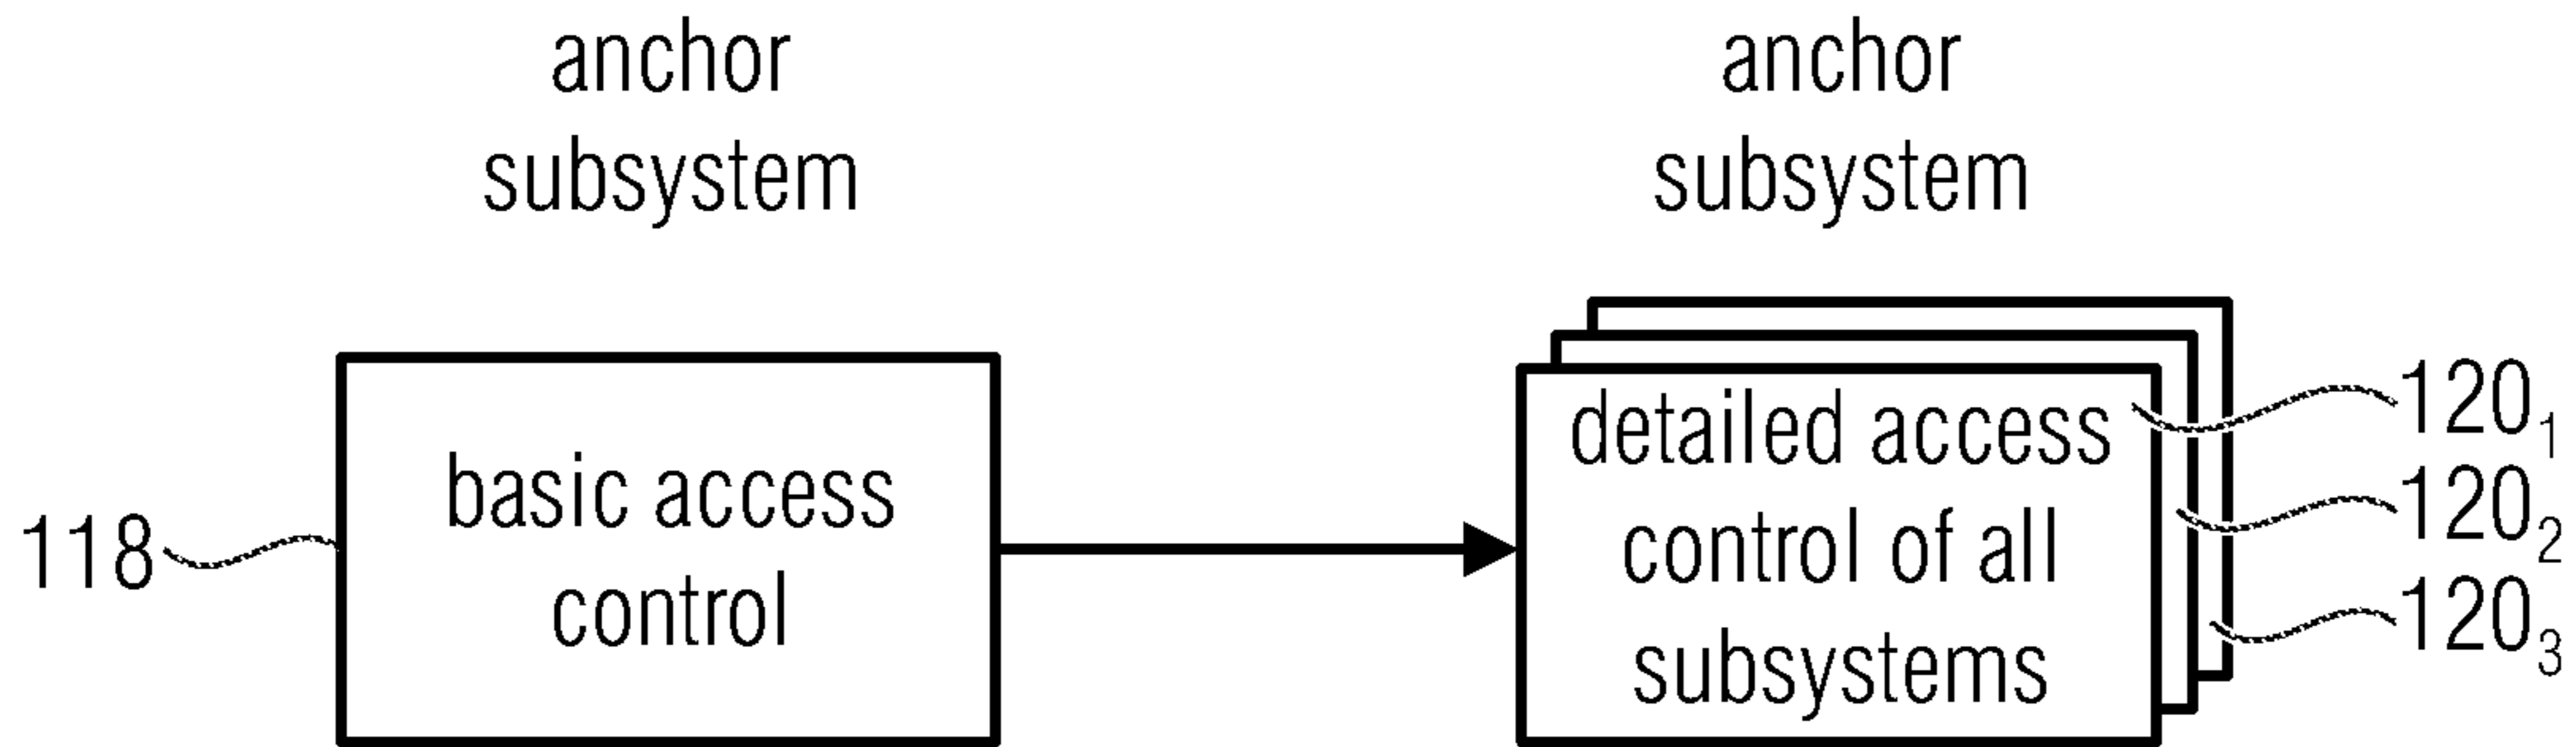 anchor
subsystem
anchor
subsystem
118
basic access
control
detailed access
control of all
subsystems
120₁
120₂
120₃